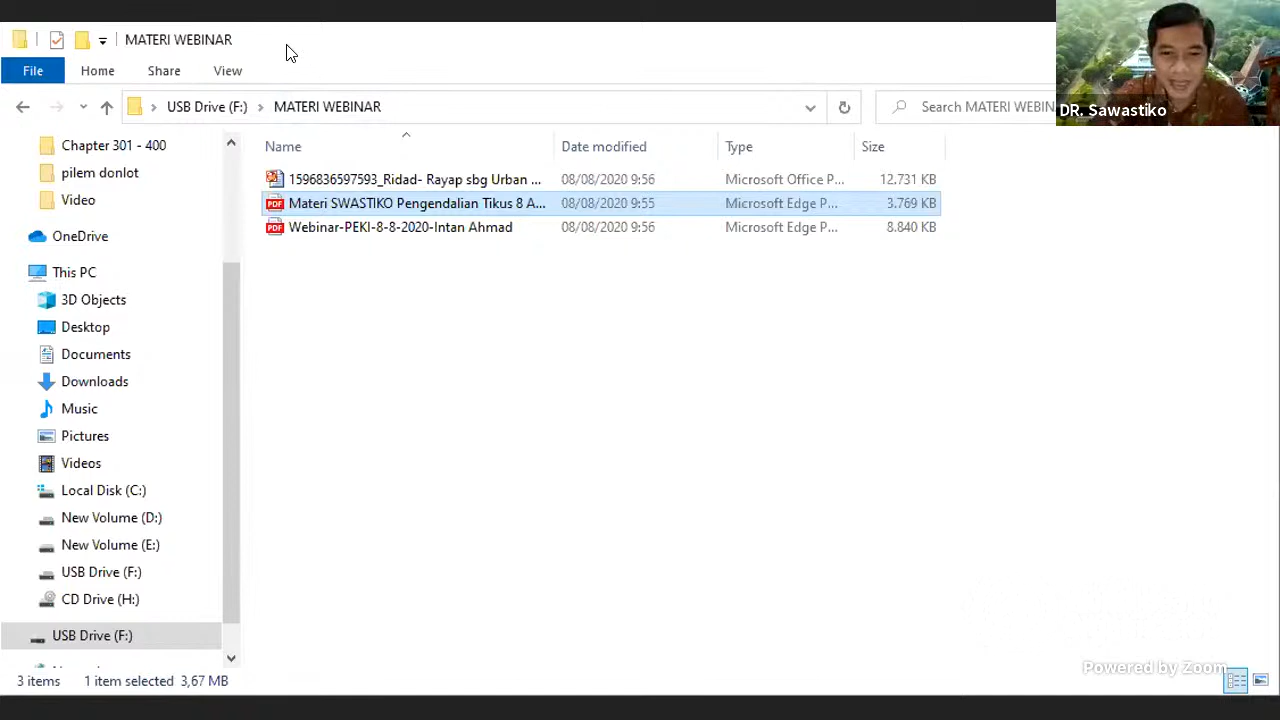 MATERI WEBINAR
File Home Share View
USB Drive (F:) MATERI WEBINAR
Search MATERI WEBIN
DR. Sawastiko
Name Date modified Type Size
1596836597593_Ridad- Rayap sbg Urban ... 08/08/2020 9:56 Microsoft Office P... 12.731 KB
Materi SWASTIKO Pengendalian Tikus 8 A... 08/08/2020 9:55 Microsoft Edge P... 3.769 KB
Webinar-PEKI-8-8-2020-Intan Ahmad 08/08/2020 9:56 Microsoft Edge P... 8.840 KB
Chapter 301 - 400
pilem donlot
Video
OneDrive
This PC
3D Objects
Desktop
Documents
Downloads
Music
Pictures
Videos
Local Disk (C:)
New Volume (D:)
New Volume (E:)
USB Drive (F:)
CD Drive (H:)
USB Drive (F:)
3 items 1 item selected 3,67 MB
Powered by Zoom